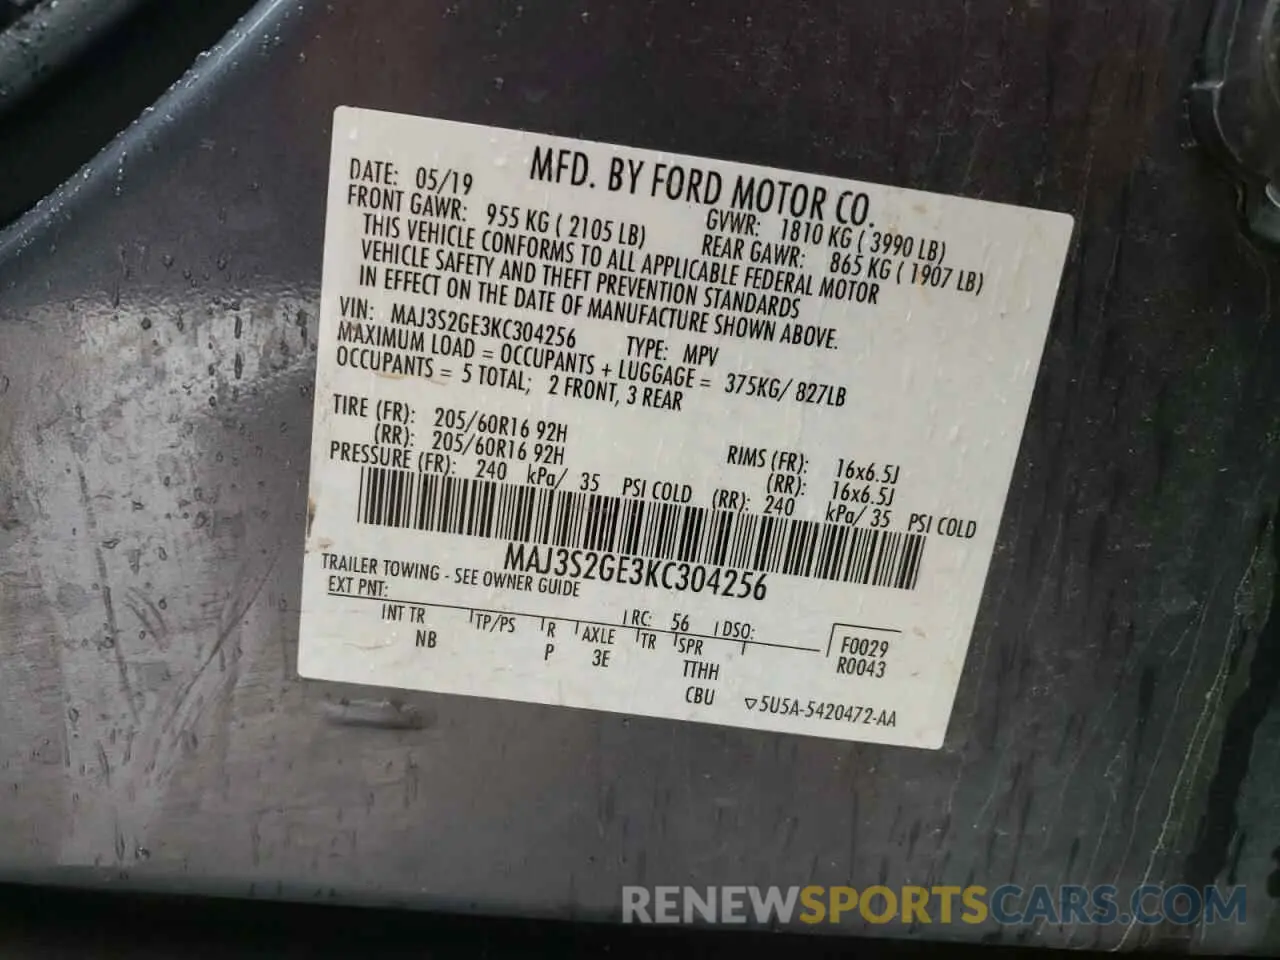 MFD. BY FORD MOTOR CO.
DATE: 05/19 GVWR: 1810 KG ( 3990 LB)
FRONT GAWR: 955 KG ( 2105 LB) REAR GAWR: 865 KG ( 1907 LB)
THIS VEHICLE CONFORMS TO ALL APPLICABLE FEDERAL MOTOR
VEHICLE SAFETY AND THEFT PREVENTION STANDARDS
IN EFFECT ON THE DATE OF MANUFACTURE SHOWN ABOVE.
VIN: MAJ3S2GE3KC304256 TYPE: MPV
MAXIMUM LOAD = OCCUPANTS + LUGGAGE = 375KG/ 827LB
OCCUPANTS = 5 TOTAL; 2 FRONT, 3 REAR
TIRE (FR): 205/60R16 92H RIMS (FR): 16x6.5J
(RR): 205/60R16 92H (RR): 16x6.5J
PRESSURE (FR): 240 kPa/ 35 PSI COLD (RR): 240 kPa/ 35 PSI COLD
MAJ3S2GE3KC304256
TRAILER TOWING - SEE OWNER GUIDE
EXT PNT: RC: 56 DSO: F0029
INT TR TP/PS R AXLE TR SPR R0043
NB P 3E TTHH
CBU ▽5U5A-5420472-AA
RENEWSPORTSCARS.COM